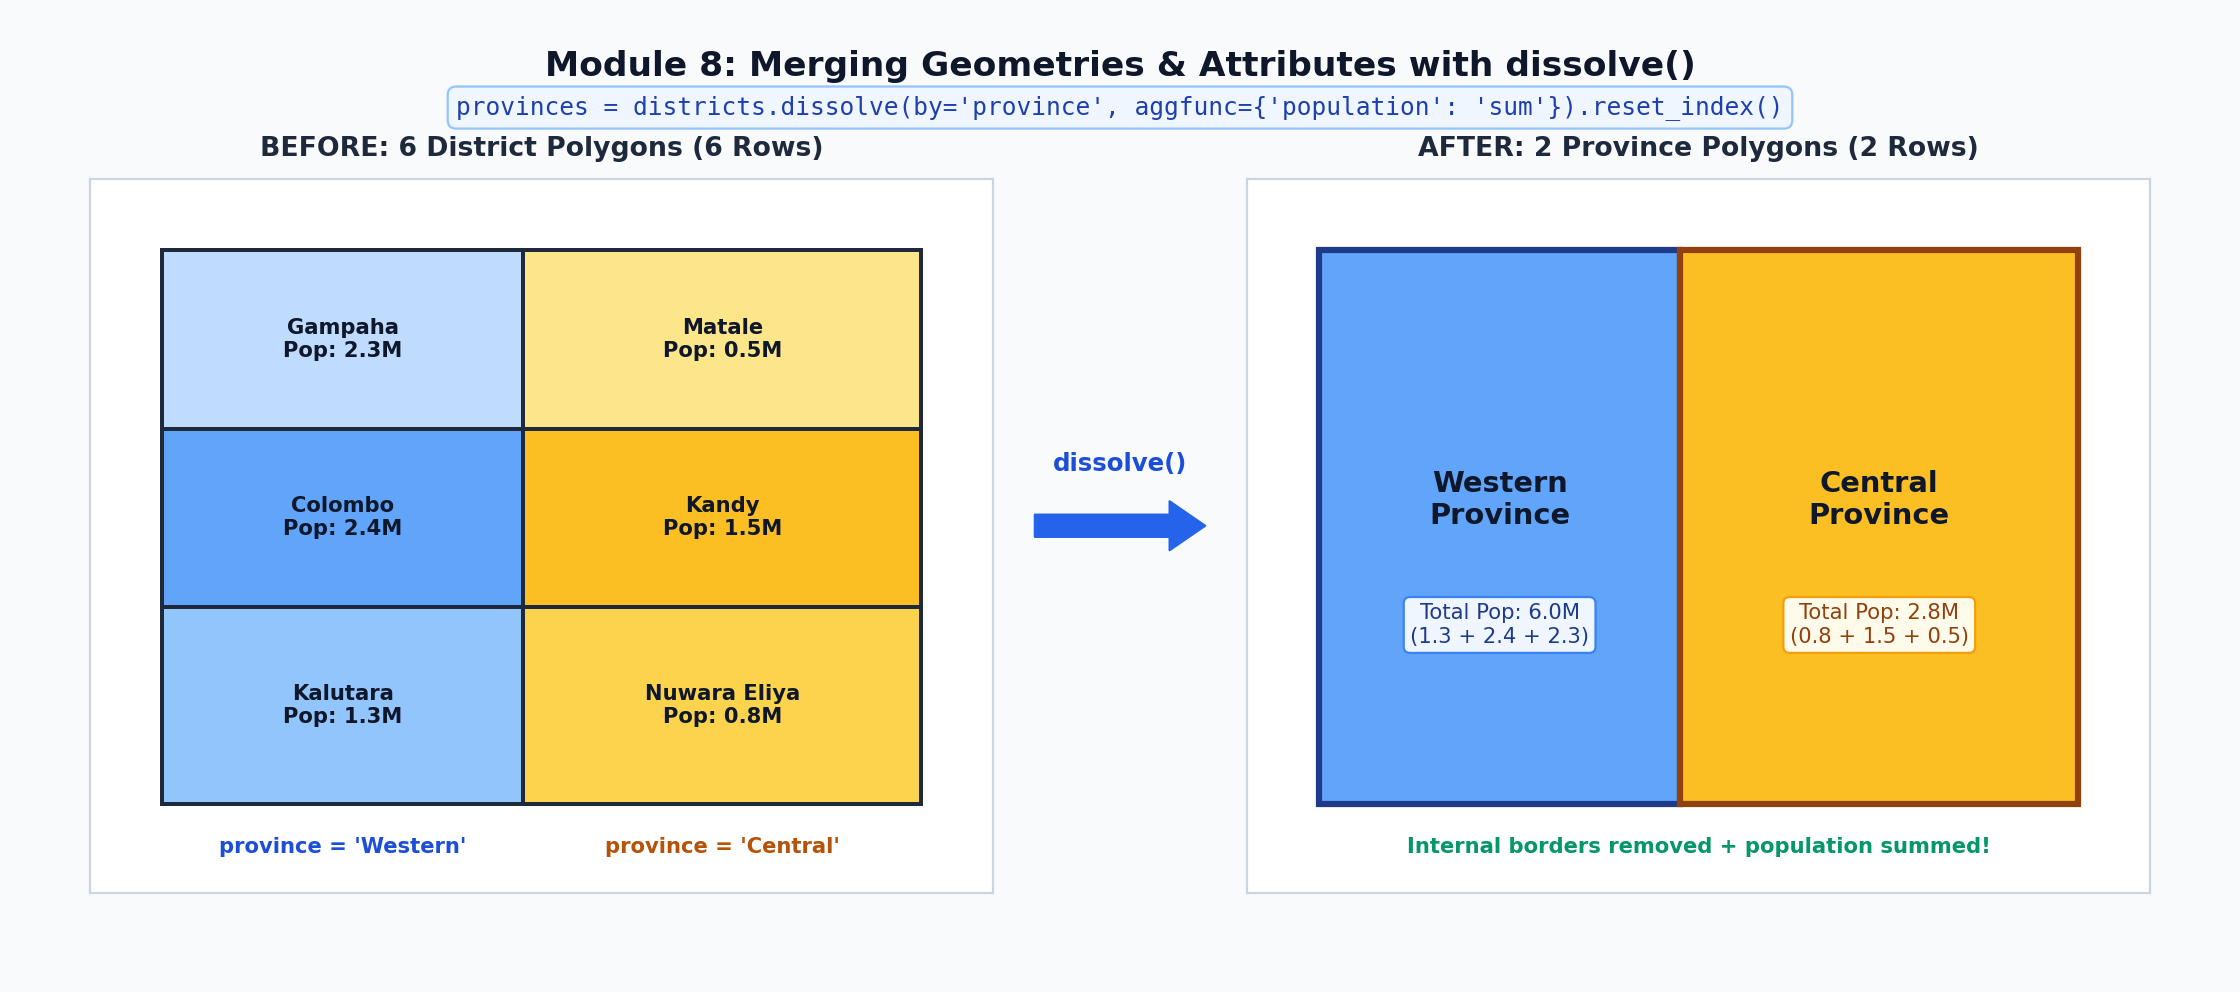 Module 8: Merging Geometries & Attributes with dissolve()
provinces = districts.dissolve(by='province', aggfunc={'population': 'sum'}).reset_index()
BEFORE: 6 District Polygons (6 Rows)
Gampaha
Pop: 2.3M
Matale
Pop: 0.5M
Colombo
Pop: 2.4M
Kandy
Pop: 1.5M
Kalutara
Pop: 1.3M
Nuwara Eliya
Pop: 0.8M
province = 'Western'
province = 'Central'
dissolve()
AFTER: 2 Province Polygons (2 Rows)
Western
Province
Total Pop: 6.0M
(1.3 + 2.4 + 2.3)
Central
Province
Total Pop: 2.8M
(0.8 + 1.5 + 0.5)
Internal borders removed + population summed!